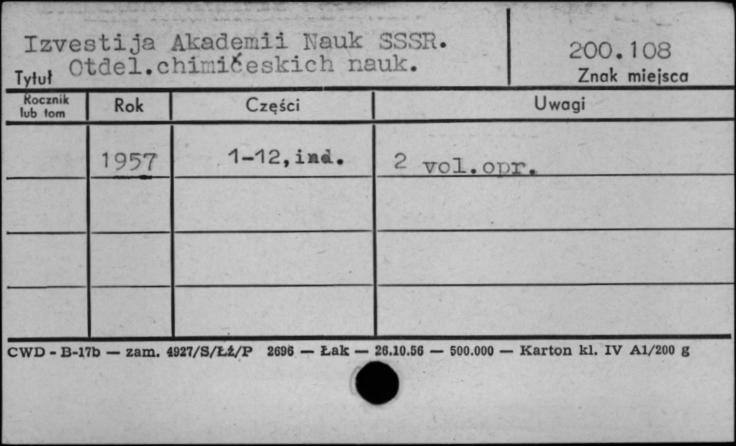 Izvestija Akademii Nauk SSSR.
Otdel.chimičeskich nauk.
Tytuł
200.108
Znak miejsca
Rocznik lub tom
Rok
Części
Uwagi
1957
1-12, ind.
2 vol.opr.
CWD - B-17b — zam. 4927/S/ŁŹ/P 2696 — Łak — 26.10.56 — 500.000 — Karton kl. IV A1/200 g